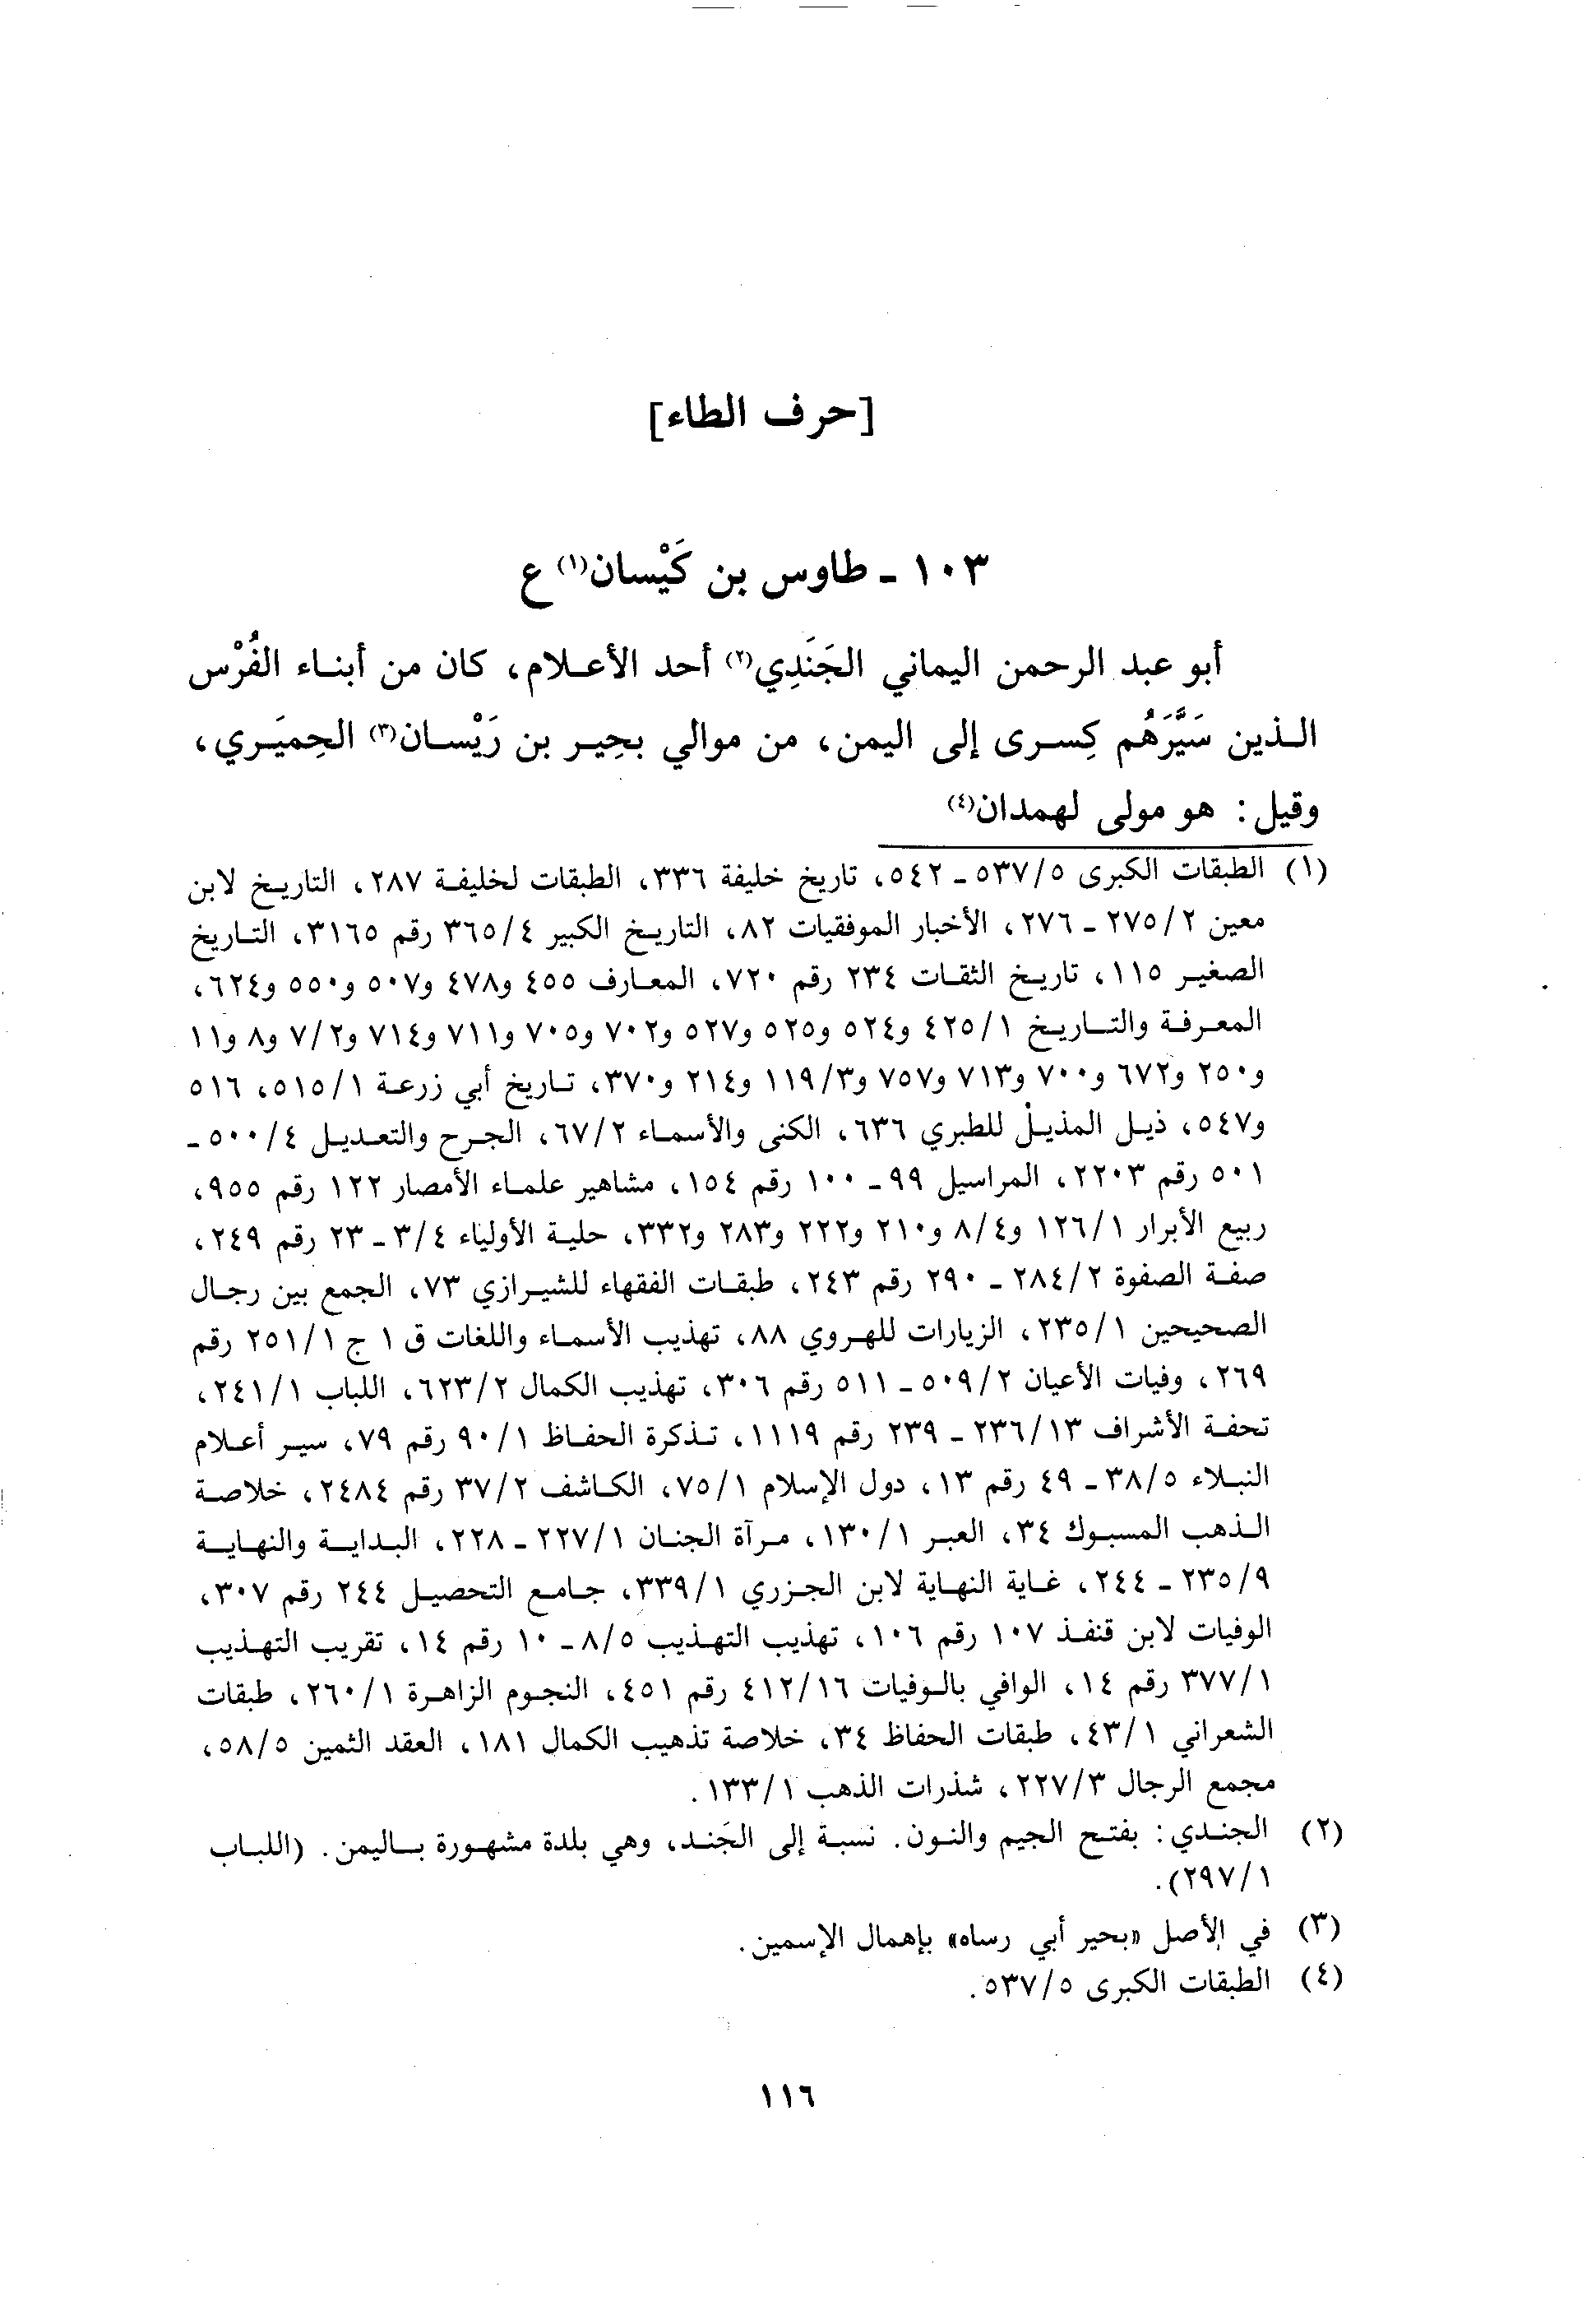 [حرف الطاء]
١٠٣ - طاوس بن كَيْسان(١) ع
أبو عبد الرحمن اليماني الجَنَدِي(٢) أحد الأعلام، كان من أبناء الفُرْس
الذين سَيَّرَهُم كِسرى إلى اليمن، من موالي بحِير بن رَيْسان(٣) الحِميَري،
وقيل: هو مولى لهمدان(٤)
(١) الطبقات الكبرى ٥٣٧/٥ - ٥٤٢، تاريخ خليفة ٣٣٦، الطبقات لخليفة ٢٨٧، التاريخ لابن
معين ٢٧٥/٢ - ٢٧٦، الأخبار الموفقيات ٨٢، التاريخ الكبير ٣٦٥/٤ رقم ٣١٦٥، التاريخ
الصغير ١١٥، تاريخ الثقات ٢٣٤ رقم ٧٢٠، المعارف ٤٥٥ و٤٧٨ و٥٠٧ و٥٥٠ و٦٢٤،
المعرفة والتاريخ ٤٢٥/١ و٥٢٤ و٥٢٥ و٥٢٧ و٧٠٢ و٧٠٥ و٧١١ و٧١٤ و٧/٢ و٨ و١١
و٢٥٠ و٦٧٢ و٧٠٠ و٧١٣ و٧٥٧ و١١٩/٣ و٢١٤ و٣٧٠، تاريخ أبي زرعة ٥١٥/١، ٥١٦
و٥٤٧، ذيل المذيل للطبري ٦٣٦، الكنى والأسماء ٦٧/٢، الجرح والتعديل ٥٠٠/٤ -
٥٠١ رقم ٢٢٠٣، المراسيل ٩٩ - ١٠٠ رقم ١٥٤، مشاهير علماء الأمصار ١٢٢ رقم ٩٥٥،
ربيع الأبرار ١٢٦/١ و٨/٤ و٢١٠ و٢٢٢ و٢٨٣ و٣٣٢، حلية الأولياء ٣/٤ - ٢٣ رقم ٢٤٩،
صفة الصفوة ٢٨٤/٢ - ٢٩٠ رقم ٢٤٣، طبقات الفقهاء للشيرازي ٧٣، الجمع بين رجال
الصحيحين ٢٣٥/١، الزيارات للهروي ٨٨، تهذيب الأسماء واللغات ق ١ ج ٢٥١/١ رقم
٢٦٩، وفيات الأعيان ٥٠٩/٢ - ٥١١ رقم ٣٠٦، تهذيب الكمال ٦٢٣/٢، اللباب ٢٤١/١،
تحفة الأشراف ٢٣٦/١٣ - ٢٣٩ رقم ١١١٩، تذكرة الحفاظ ٩٠/١ رقم ٧٩، سير أعلام
النبلاء ٣٨/٥ - ٤٩ رقم ١٣، دول الإسلام ٧٥/١، الكاشف ٣٧/٢ رقم ٢٤٨٤، خلاصة
الذهب المسبوك ٣٤، العبر ١٣٠/١، مرآة الجنان ٢٢٧/١ - ٢٢٨، البداية والنهاية
٢٣٥/٩ - ٢٤٤، غاية النهاية لابن الجزري ٣٣٩/١، جامع التحصيل ٢٤٤ رقم ٣٠٧،
الوفيات لابن قنفذ ١٠٧ رقم ١٠٦، تهذيب التهذيب ٨/٥ - ١٠ رقم ١٤، تقريب التهذيب
٣٧٧/١ رقم ١٤، الوافي بالوفيات ٤١٢/١٦ رقم ٤٥١، النجوم الزاهرة ٢٦٠/١، طبقات
الشعراني ٤٣/١، طبقات الحفاظ ٣٤، خلاصة تذهيب الكمال ١٨١، العقد الثمين ٥٨/٥،
مجمع الرجال ٢٢٧/٣، شذرات الذهب ١٣٣/١.
(٢) الجندي: بفتح الجيم والنون. نسبة إلى الجَند، وهي بلدة مشهورة باليمن. (اللباب
٢٩٧/١).
(٣) في الأصل «بحير أبي رساه» بإهمال الإسمين.
(٤) الطبقات الكبرى ٥٣٧/٥.
١١٦